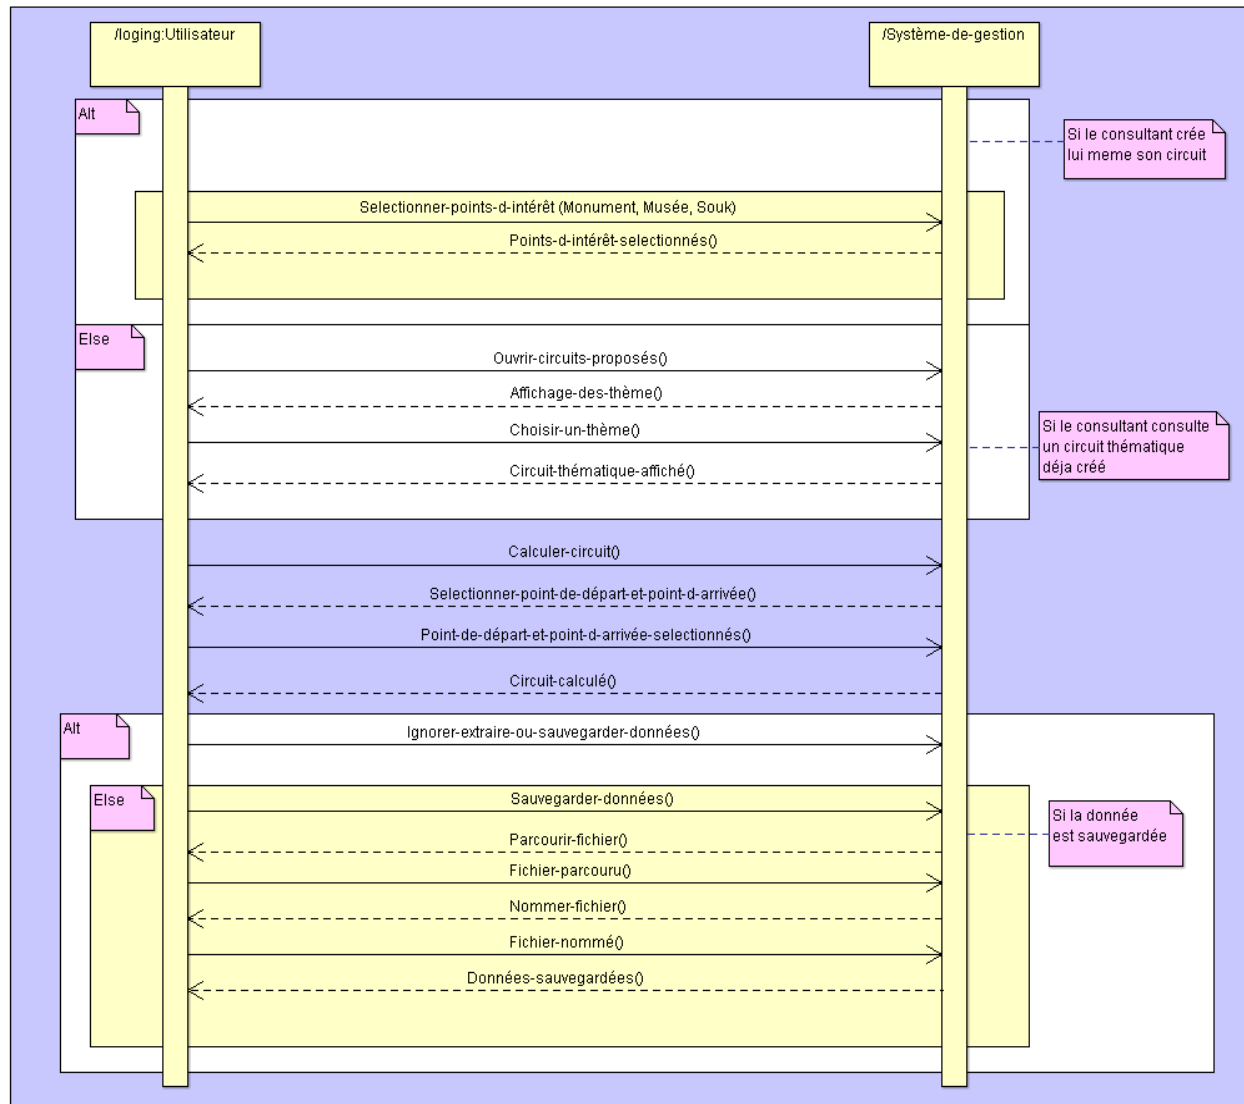 /loging:Utilisateur
/Système-de-gestion
Alt
Si le consultant crée
lui meme son circuit
Selectionner-points-d-intérêt (Monument, Musée, Souk)
Points-d-intérêt-selectionnés()
Else
Ouvrir-circuits-proposés()
Affichage-des-thème()
Si le consultant consulte
un circuit thématique
déja créé
Choisir-un-thème()
Circuit-thématique-affiché()
Calculer-circuit()
Selectionner-point-de-départ-et-point-d-arrivée()
Point-de-départ-et-point-d-arrivée-selectionnés()
Circuit-calculé()
Alt
Ignorer-extraire-ou-sauvegarder-données()
Else
Sauvegarder-données()
Si la donnée
est sauvegardée
Parcourir-fichier()
Fichier-parcouru()
Nommer-fichier()
Fichier-nommé()
Données-sauvegardées()